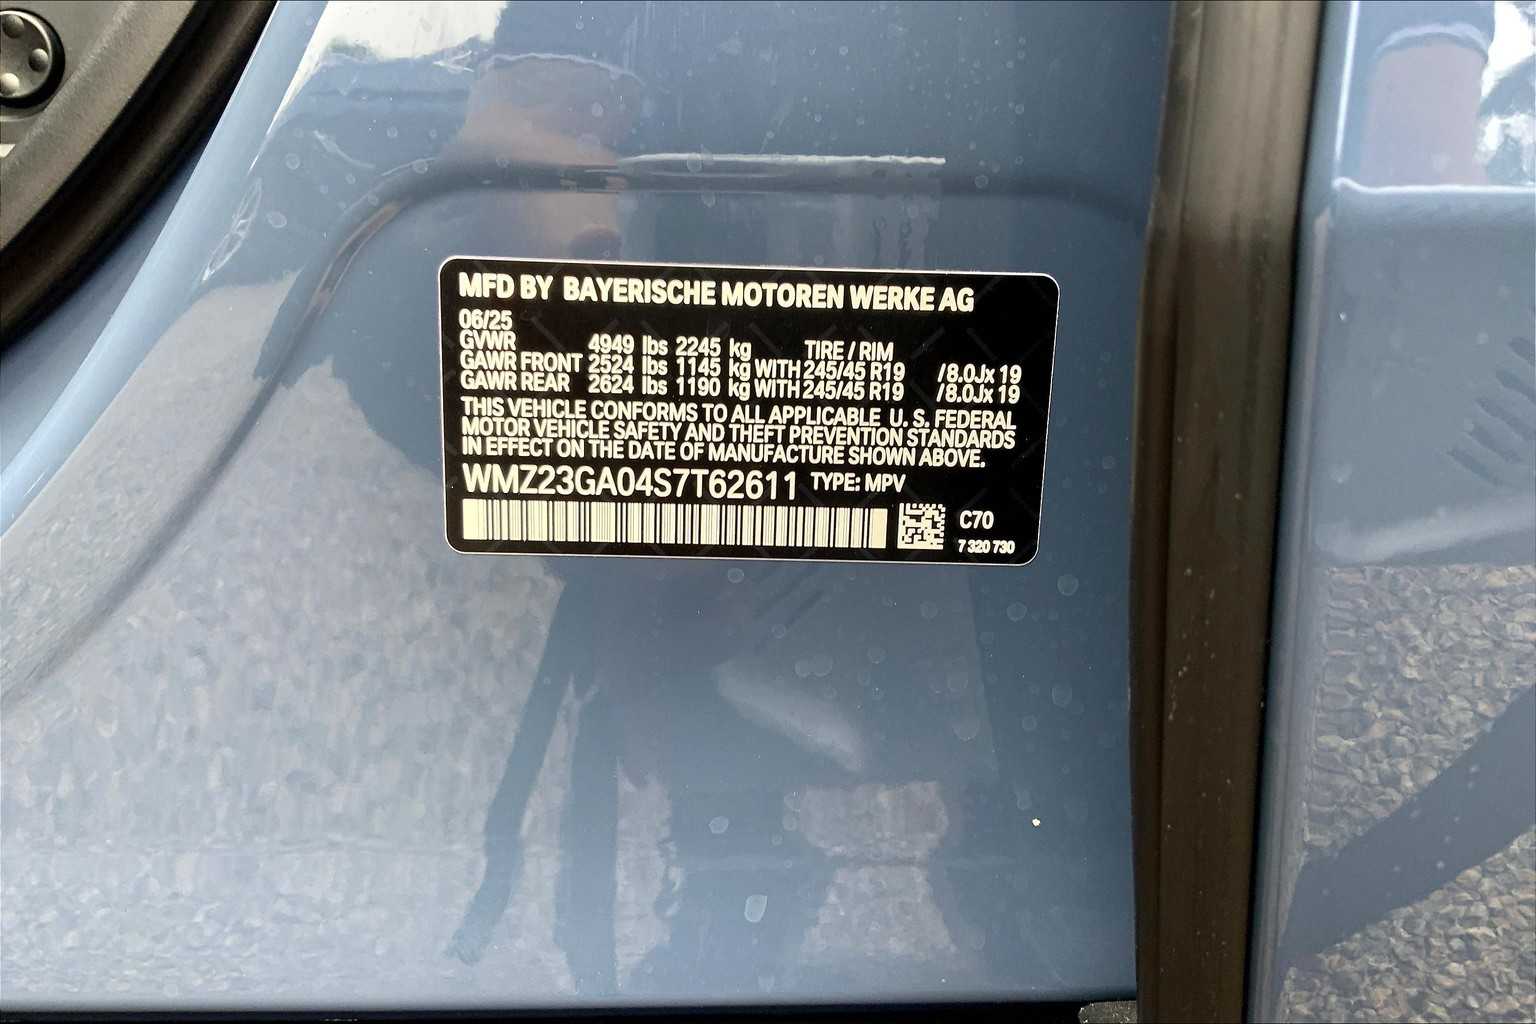 MFD BY BAYERISCHE MOTOREN WERKE AG
06/25
GVWR 4949 lbs 2245 kg TIRE / RIM
GAWR FRONT 2524 lbs 1145 kg WITH 245/45 R19 /8.0Jx 19
GAWR REAR 2624 lbs 1190 kg WITH 245/45 R19 /8.0Jx 19
THIS VEHICLE CONFORMS TO ALL APPLICABLE U. S. FEDERAL
MOTOR VEHICLE SAFETY AND THEFT PREVENTION STANDARDS
IN EFFECT ON THE DATE OF MANUFACTURE SHOWN ABOVE.
WMZ23GA04S7T62611 TYPE: MPV
C70
7 320 730